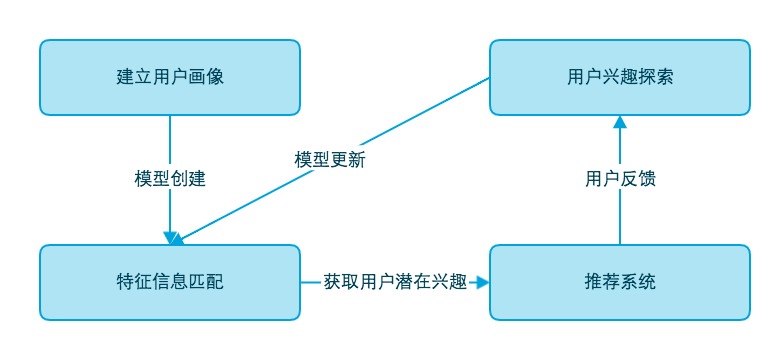 建立用户画像
用户兴趣探索
模型更新
模型创建
用户反馈
特征信息匹配
获取用户潜在兴趣
推荐系统